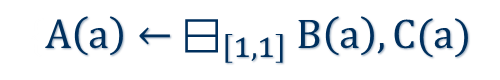 A(a) ← ⊟[1,1] B(a), C(a)